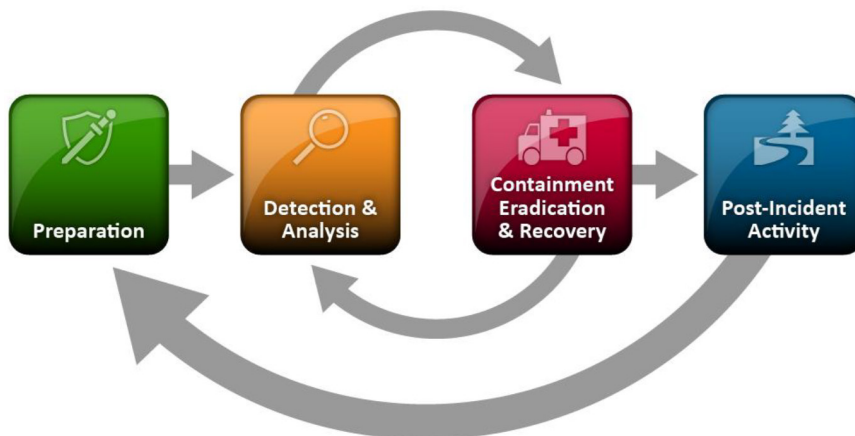 Preparation
Detection &
Analysis
Containment
Eradication
& Recovery
Post-Incident
Activity